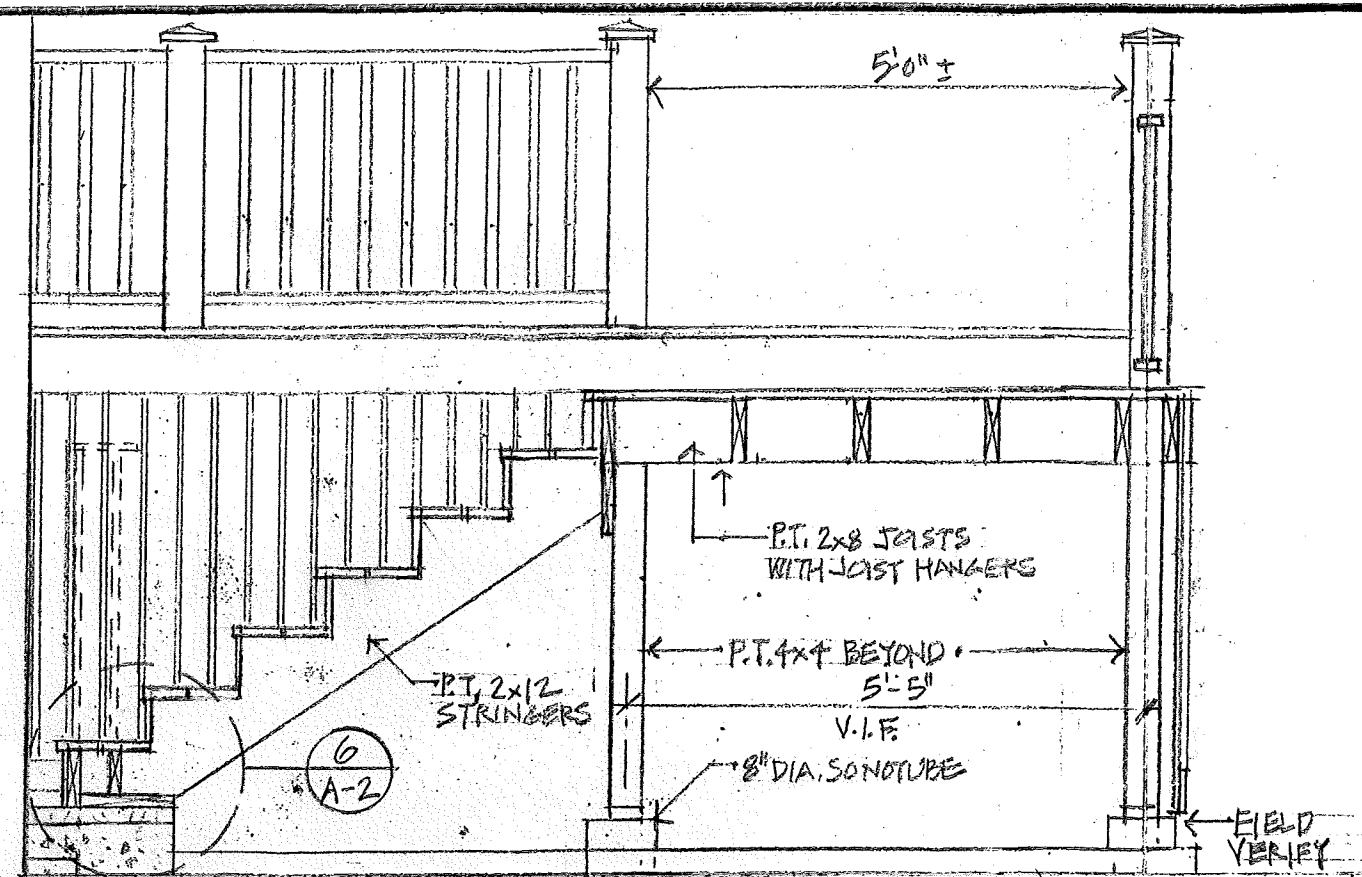 5'0" ±
P.T. 2x8 JOISTS
WITH JOIST HANGERS
P.T. 4x4 BEYOND
5'-5"
V.I.F.
P.T. 2x12
STRINGERS
6
A-2
8" DIA. SONOTUBE
FIELD
VERIFY